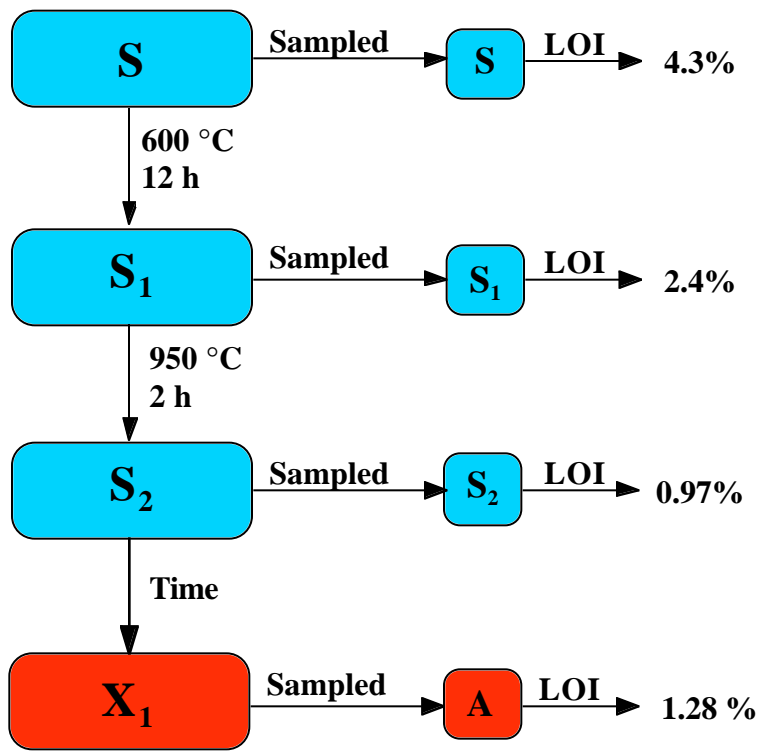 S
Sampled
S
LOI
4.3%
600 °C
12 h
S₁
Sampled
S₁
LOI
2.4%
950 °C
2 h
S₂
Sampled
S₂
LOI
0.97%
Time
X₁
Sampled
A
LOI
1.28 %